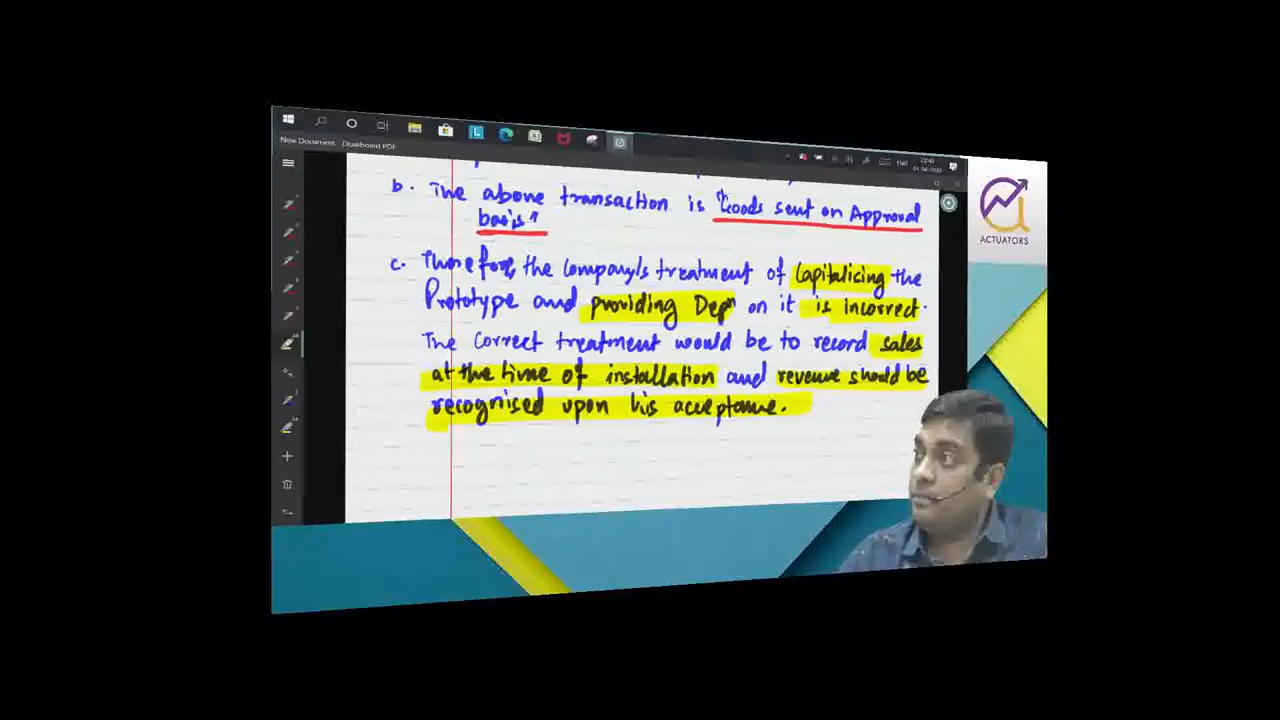 New Document. Drawboard PDF
ACTUATORS
b. The above transaction is "Goods sent on Approval
basis"
c. Therefore, the Company's treatment of Capitalicing the
Prototype and providing Depn on it is incorrect.
The correct treatment would be to record sales
at the time of installation and revenue should be
recognised upon his acceptance.